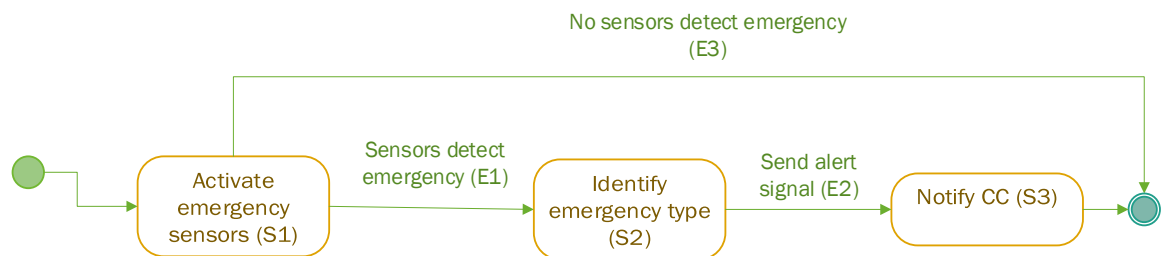 No sensors detect emergency
(E3)
Sensors detect
emergency (E1)
Send alert
signal (E2)
Activate
emergency
sensors (S1)
Identify
emergency type
(S2)
Notify CC (S3)